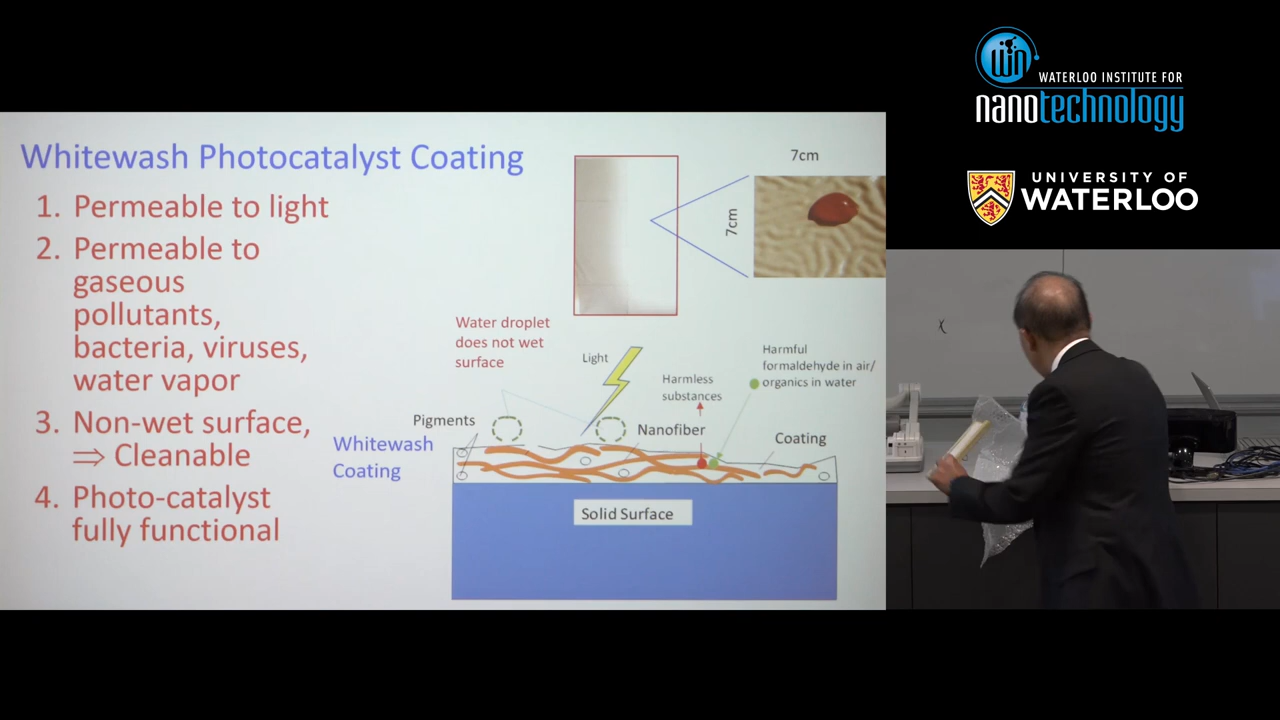 WIN
WATERLOO INSTITUTE FOR
nanotechnology
UNIVERSITY OF
WATERLOO
Whitewash Photocatalyst Coating
1. Permeable to light
2. Permeable to
gaseous
pollutants,
bacteria, viruses,
water vapor
3. Non-wet surface,
⇒ Cleanable
4. Photo-catalyst
fully functional
7cm
7cm
Water droplet
does not wet
surface
Light
Harmful
formaldehyde in air/
organics in water
Harmless
substances
Pigments
Nanofiber
Coating
Whitewash
Coating
Solid Surface